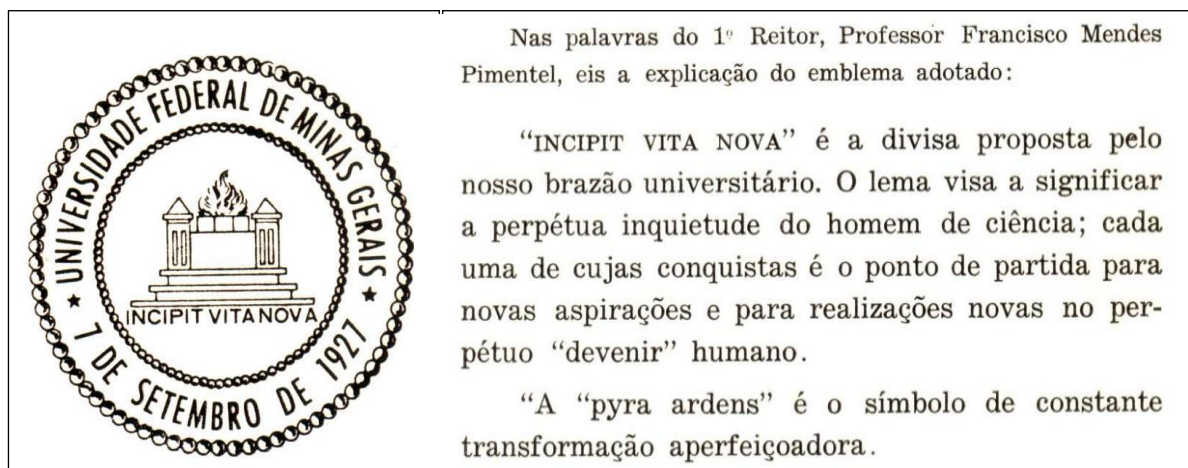 UNIVERSIDADE FEDERAL DE MINAS GERAIS
INCIPIT VITA NOVA
★ 7 DE SETEMBRO DE 1927 ★
Nas palavras do 1º Reitor, Professor Francisco Mendes
Pimentel, eis a explicação do emblema adotado:
“INCIPIT VITA NOVA” é a divisa proposta pelo
nosso brazão universitário. O lema visa a significar
a perpétua inquietude do homem de ciência; cada
uma de cujas conquistas é o ponto de partida para
novas aspirações e para realizações novas no per-
pétuo “devenir” humano.
“A “pyra ardens” é o símbolo de constante
transformação aperfeiçoadora.